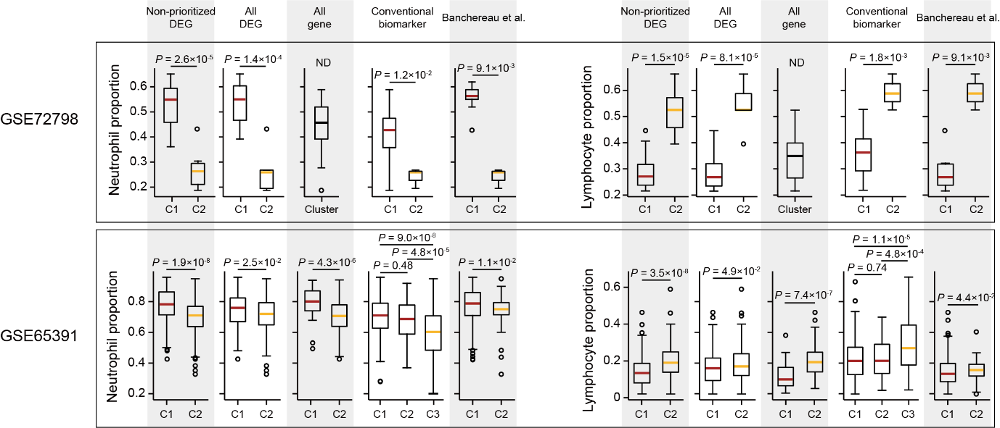 Non-prioritized DEG
All DEG
All gene
Conventional biomarker
Banchereau et al.
Non-prioritized DEG
All DEG
All gene
Conventional biomarker
Banchereau et al.
GSE72798
Neutrophil proportion
0.6
0.5
0.4
0.3
0.2
P = 2.6×10-5
C1 C2
P = 1.4×10-4
C1 C2
ND
Cluster
P = 1.2×10-2
C1 C2
P = 9.1×10-3
C1 C2
Lymphocyte proportion
0.6
0.5
0.4
0.3
0.2
P = 1.5×10-5
C1 C2
P = 8.1×10-5
C1 C2
ND
Cluster
P = 1.8×10-3
C1 C2
P = 9.1×10-3
C1 C2
GSE65391
Neutrophil proportion
0.8
0.6
0.4
0.2
P = 1.9×10-8
C1 C2
P = 2.5×10-2
C1 C2
P = 4.3×10-6
C1 C2
P = 9.0×10-8
P = 4.8×10-5
P = 0.48
C1 C2 C3
P = 1.1×10-2
C1 C2
Lymphocyte proportion
0.6
0.4
0.2
0
P = 3.5×10-8
C1 C2
P = 4.9×10-2
C1 C2
P = 7.4×10-7
C1 C2
P = 1.1×10-5
P = 4.8×10-4
P = 0.74
C1 C2 C3
P = 4.4×10-2
C1 C2